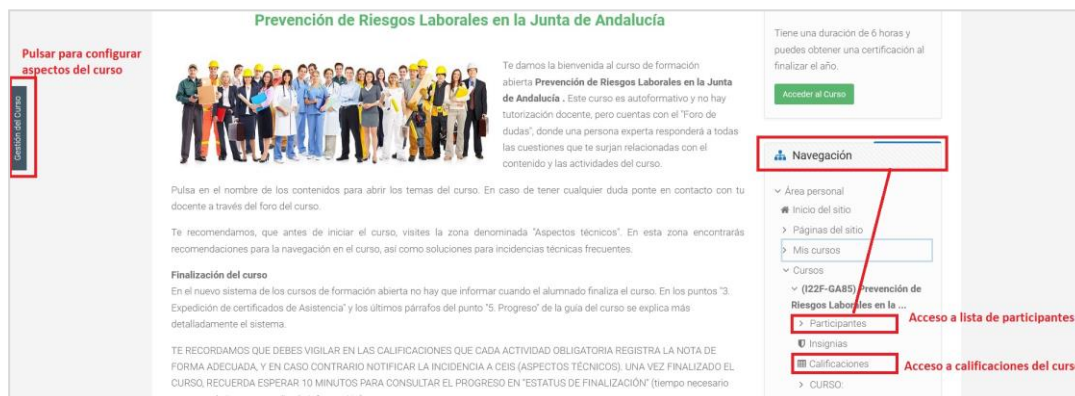 Prevención de Riesgos Laborales en la Junta de Andalucía
Pulsar para configurar
aspectos del curso
Gestión del Curso
Te damos la bienvenida al curso de formación
abierta Prevención de Riesgos Laborales en la Junta
de Andalucía . Este curso es autoformativo y no hay
tutorización docente, pero cuentas con el "Foro de
dudas", donde una persona experta responderá a todas
las cuestiones que te surjan relacionadas con el
contenido y las actividades del curso.
Pulsa en el nombre de los contenidos para abrir los temas del curso. En caso de tener cualquier duda ponte en contacto con tu
docente a través del foro del curso.
Te recomendamos, que antes de iniciar el curso, visites la zona denominada "Aspectos técnicos". En esta zona encontrarás
recomendaciones para la navegación en el curso, así como soluciones para incidencias técnicas frecuentes.
Finalización del curso
En el nuevo sistema de los cursos de formación abierta no hay que informar cuando el alumnado finaliza el curso. En los puntos "3.
Expedición de certificados de Asistencia" y los últimos párrafos del punto "5. Progreso" de la guía del curso se explica más
detalladamente el sistema.
TE RECORDAMOS QUE DEBES VIGILAR EN LAS CALIFICACIONES QUE CADA ACTIVIDAD OBLIGATORIA REGISTRA LA NOTA DE
FORMA ADECUADA, Y EN CASO CONTRARIO NOTIFICAR LA INCIDENCIA A CEIS (ASPECTOS TÉCNICOS). UNA VEZ FINALIZADO EL
CURSO, RECUERDA ESPERAR 10 MINUTOS PARA CONSULTAR EL PROGRESO EN "ESTATUS DE FINALIZACIÓN" (tiempo necesario
Tiene una duración de 6 horas y
puedes obtener una certificación al
finalizar el año.
Acceder al Curso
Navegación
Área personal
Inicio del sitio
Páginas del sitio
Mis cursos
Cursos
(I22F-GA85) Prevención de
Riesgos Laborales en la ...
Participantes
Acceso a lista de participantes
Insignias
Calificaciones
Acceso a calificaciones del curs
CURSO: